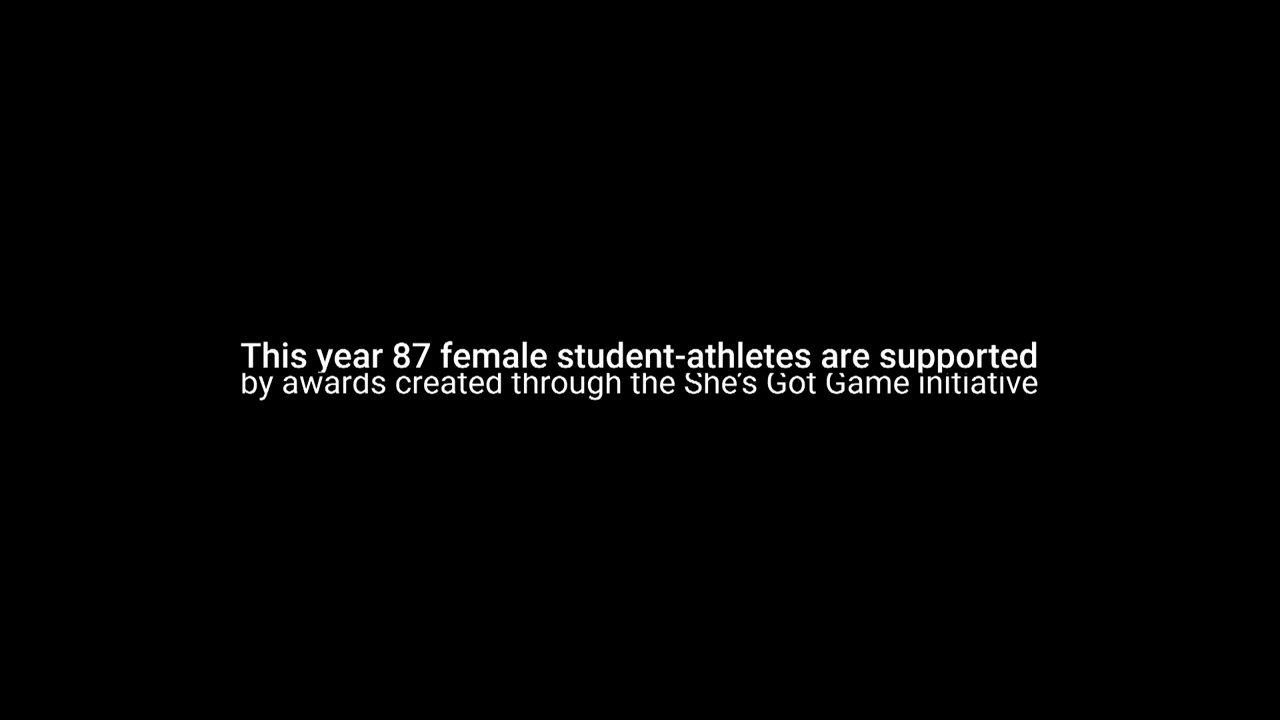 This year 87 female student-athletes are supported
by awards created through the She's Got Game initiative